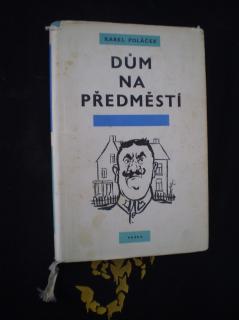 KAREL POLÁČEK
DŮM
NA
PŘEDMĚSTÍ